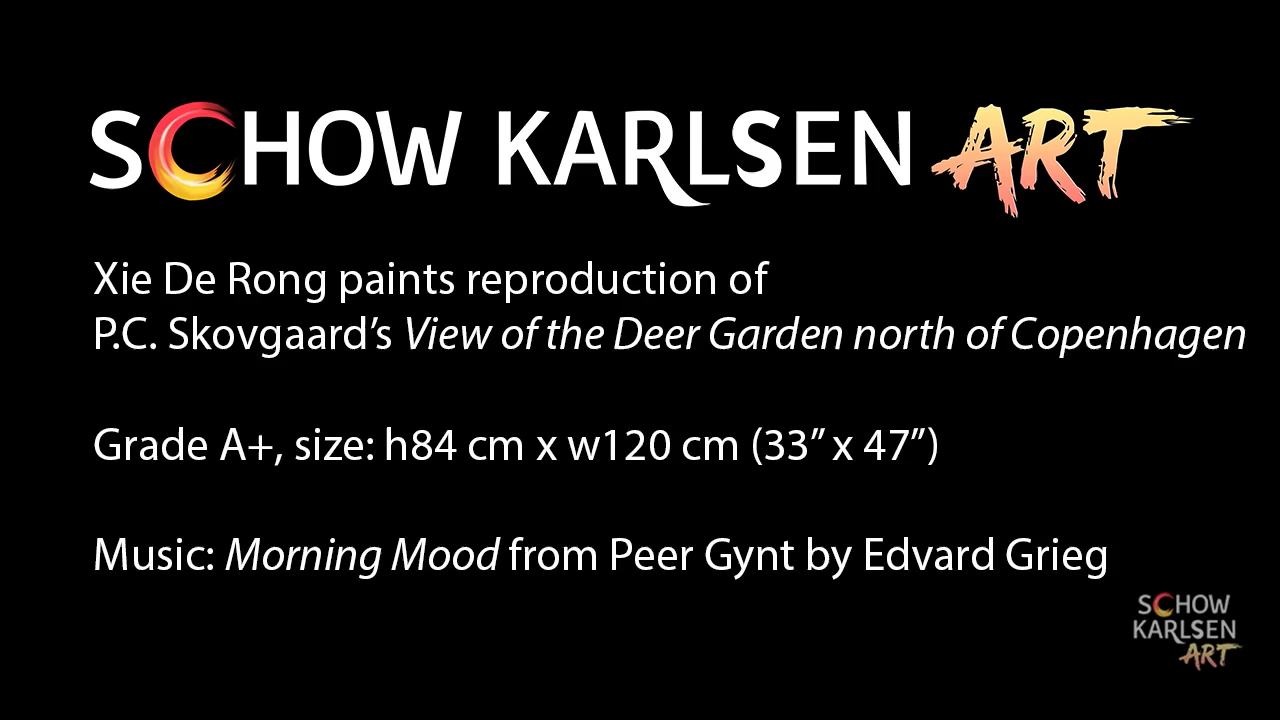 SCHOW KARLSEN ART
Xie De Rong paints reproduction of
P.C. Skovgaard’s View of the Deer Garden north of Copenhagen
Grade A+, size: h84 cm x w120 cm (33” x 47”)
Music: Morning Mood from Peer Gynt by Edvard Grieg
SCHOW
KARLSEN
ART